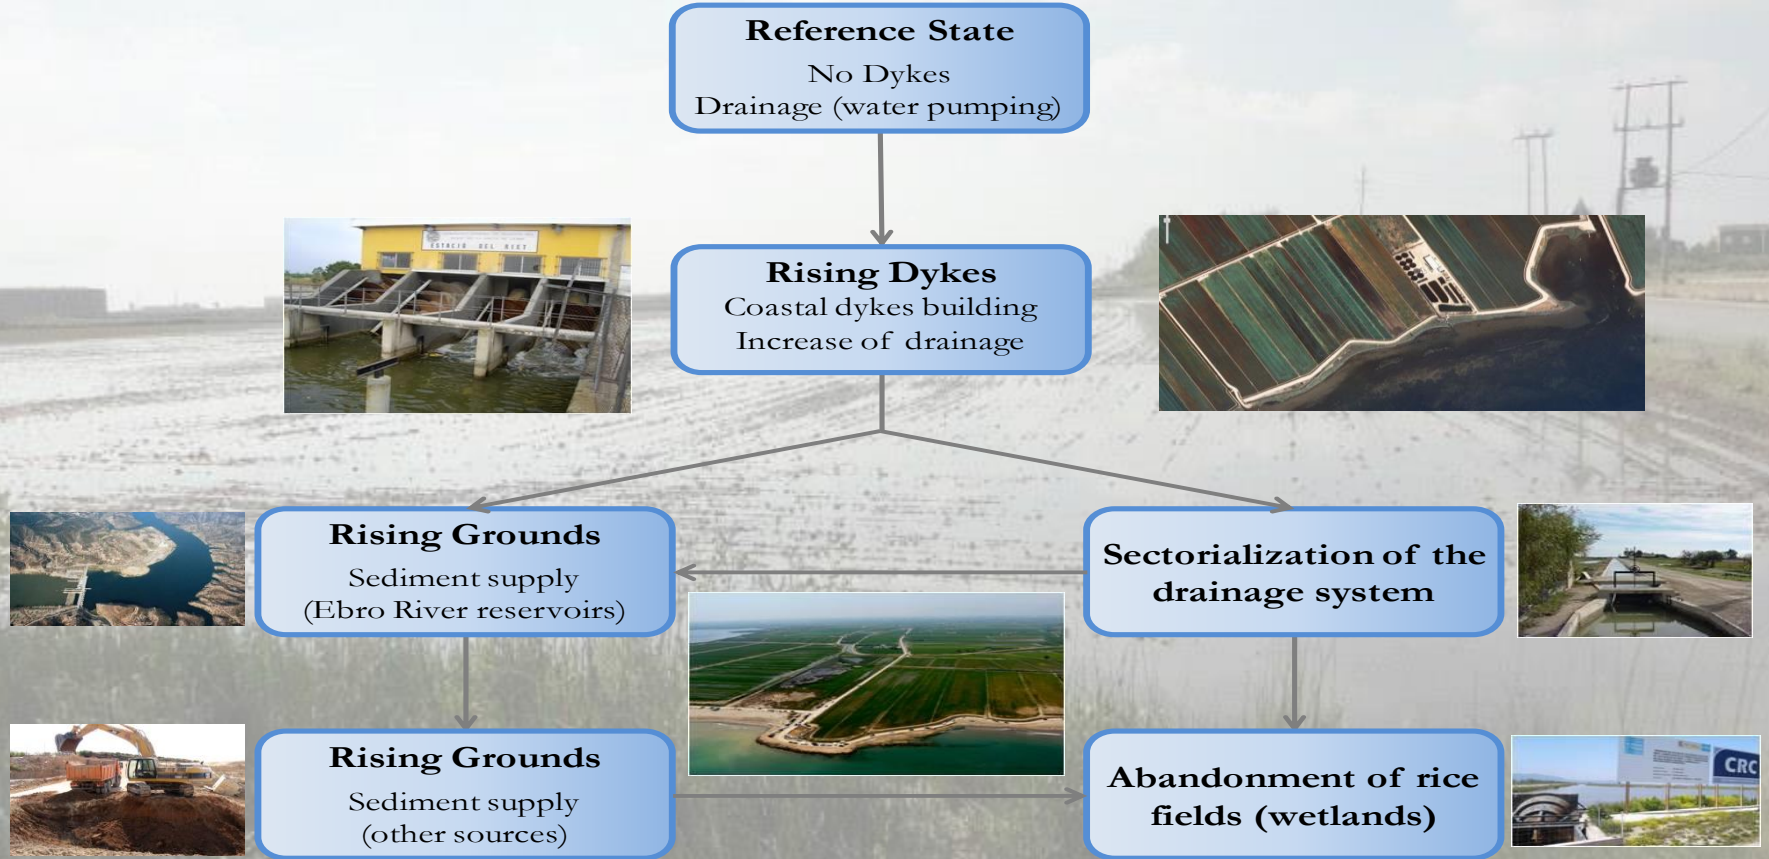 Reference State
No Dykes
Drainage (water pumping)
ESTACIÓ DEL
Rising Dykes
Coastal dykes building
Increase of drainage
Rising Grounds
Sediment supply
(Ebro River reservoirs)
Sectorialization of the
drainage system
Rising Grounds
Sediment supply
(other sources)
Abandonment of rice
fields (wetlands)
CRC